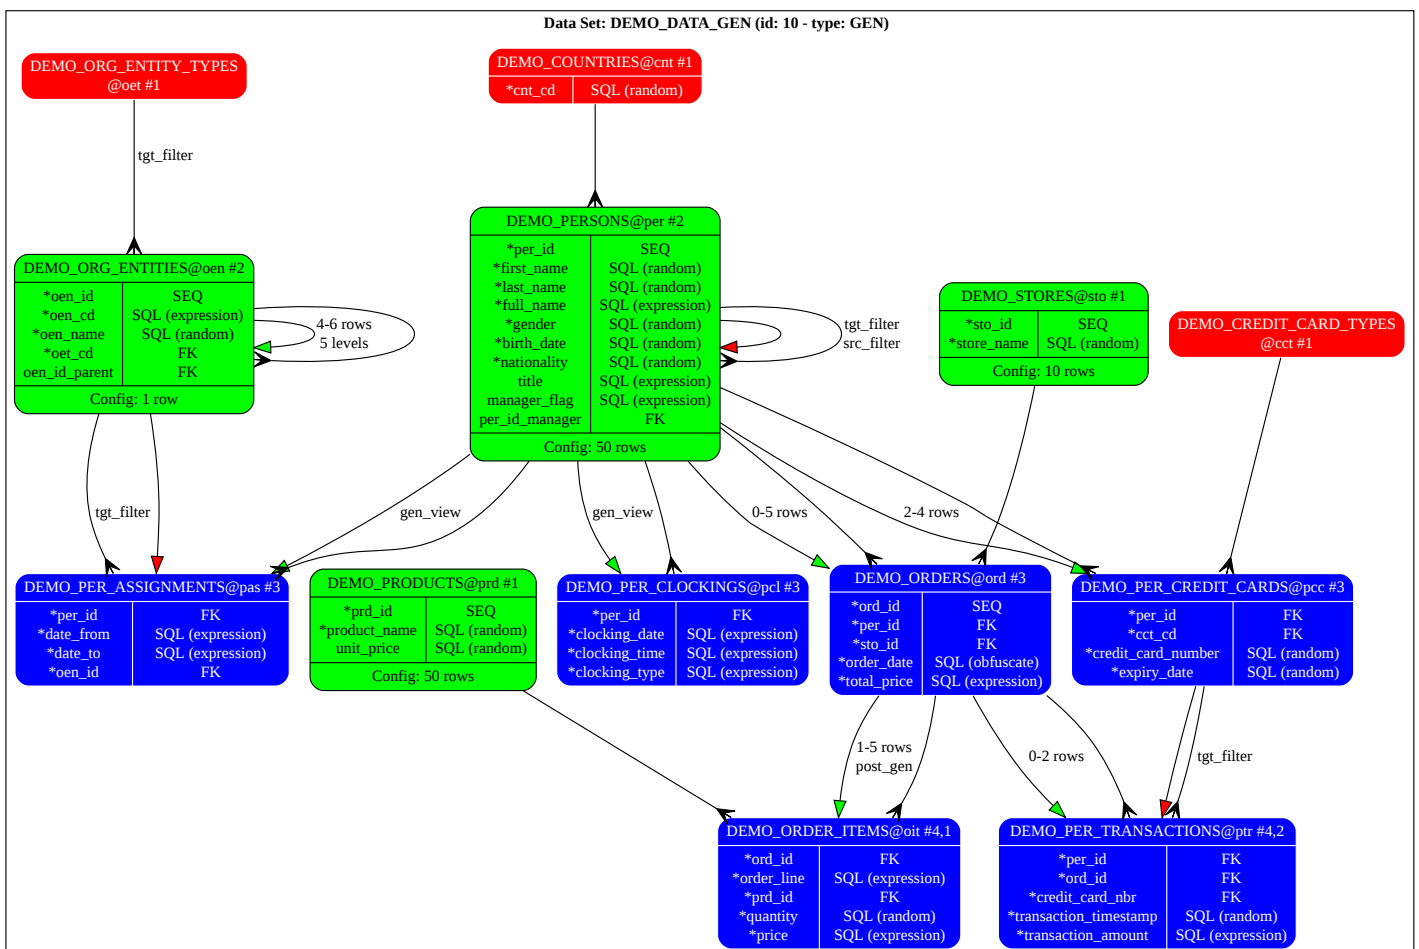 Data Set: DEMO_DATA_GEN (id: 10 - type: GEN)
DEMO_ORG_ENTITY_TYPES
@oet #1
DEMO_COUNTRIES@cnt #1
*cnt_cd SQL (random)
tgt_filter
DEMO_PERSONS@per #2
*per_id SEQ
*first_name SQL (random)
*last_name SQL (random)
*full_name SQL (expression)
*gender SQL (random)
*birth_date SQL (random)
*nationality SQL (random)
title SQL (expression)
manager_flag SQL (expression)
per_id_manager FK
Config: 50 rows
tgt_filter
src_filter
DEMO_ORG_ENTITIES@oen #2
*oen_id SEQ
*oen_cd SQL (expression)
*oen_name SQL (random)
*oet_cd FK
oen_id_parent FK
Config: 1 row
4-6 rows
5 levels
DEMO_STORES@sto #1
*sto_id SEQ
*store_name SQL (random)
Config: 10 rows
DEMO_CREDIT_CARD_TYPES
@cct #1
tgt_filter
gen_view
gen_view
0-5 rows
2-4 rows
DEMO_PER_ASSIGNMENTS@pas #3
*per_id FK
*date_from SQL (expression)
*date_to SQL (expression)
*oen_id FK
DEMO_PRODUCTS@prd #1
*prd_id SEQ
*product_name SQL (random)
unit_price SQL (random)
Config: 50 rows
DEMO_PER_CLOCKINGS@pcl #3
*per_id FK
*clocking_date SQL (expression)
*clocking_time SQL (expression)
*clocking_type SQL (expression)
DEMO_ORDERS@ord #3
*ord_id SEQ
*per_id FK
*sto_id FK
*order_date SQL (obfuscate)
*total_price SQL (expression)
DEMO_PER_CREDIT_CARDS@pcc #3
*per_id FK
*cct_cd FK
*credit_card_number SQL (random)
*expiry_date SQL (random)
1-5 rows
post_gen
0-2 rows
tgt_filter
DEMO_ORDER_ITEMS@oit #4,1
*ord_id FK
*order_line SQL (expression)
*prd_id FK
*quantity SQL (random)
*price SQL (expression)
DEMO_PER_TRANSACTIONS@ptr #4,2
*per_id FK
*ord_id FK
*credit_card_nbr FK
*transaction_timestamp SQL (random)
*transaction_amount SQL (expression)